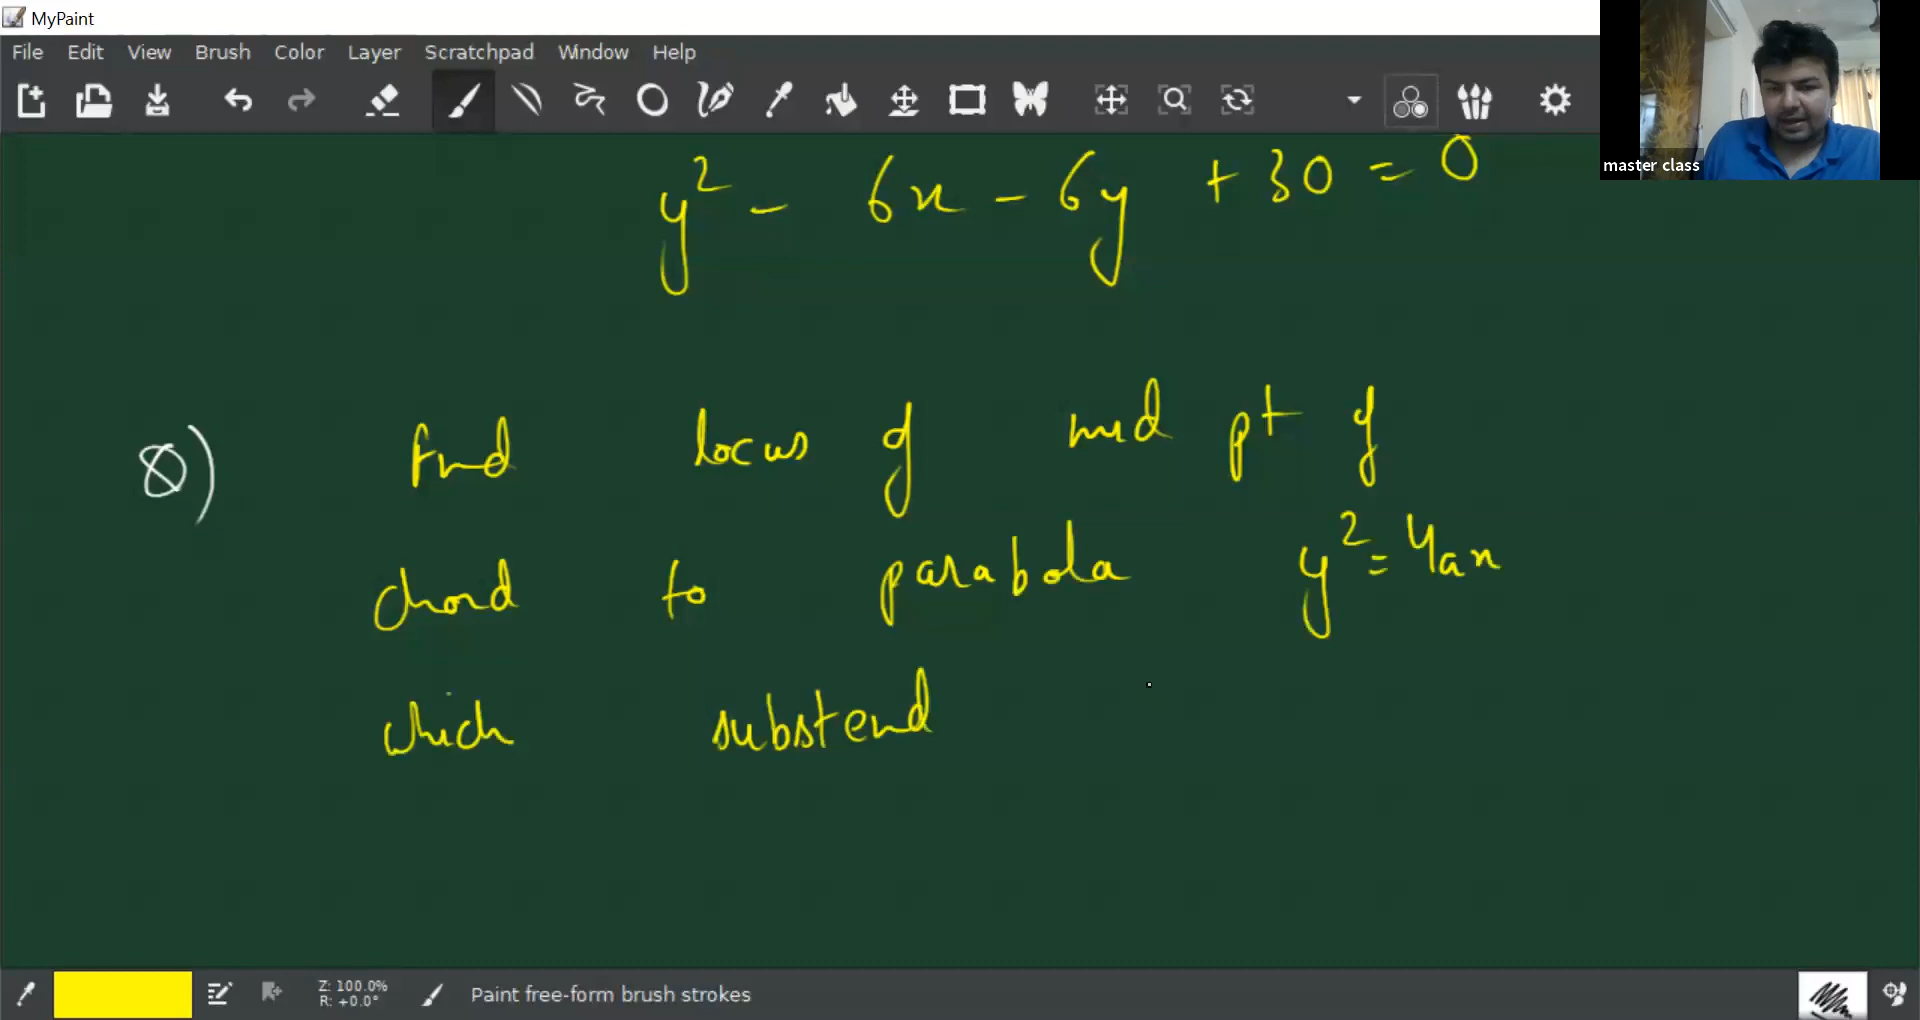 MyPaint
File Edit View Brush Color Layer Scratchpad Window Help
master class
y² - 6x - 6y + 30 = 0
Q) find locus of mid pt of
chord to parabola y² = 4ax
which substend
Z: 100.0%
R: +0.0°
Paint free-form brush strokes